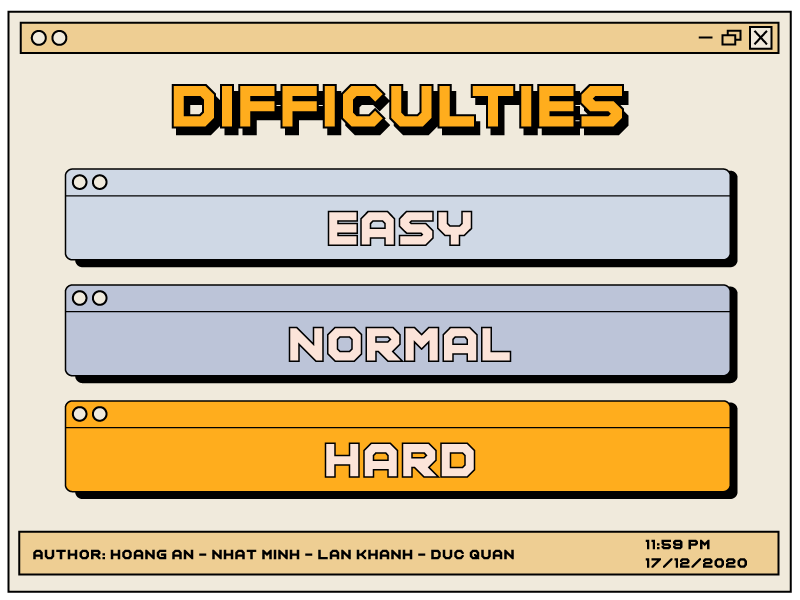 DIFFICULTIES
EASY
NORMAL
HARD
AUTHOR: HOANG AN - NHAT MINH - LAN KHANH - DUC QUAN
11:59 PM
17/12/2020